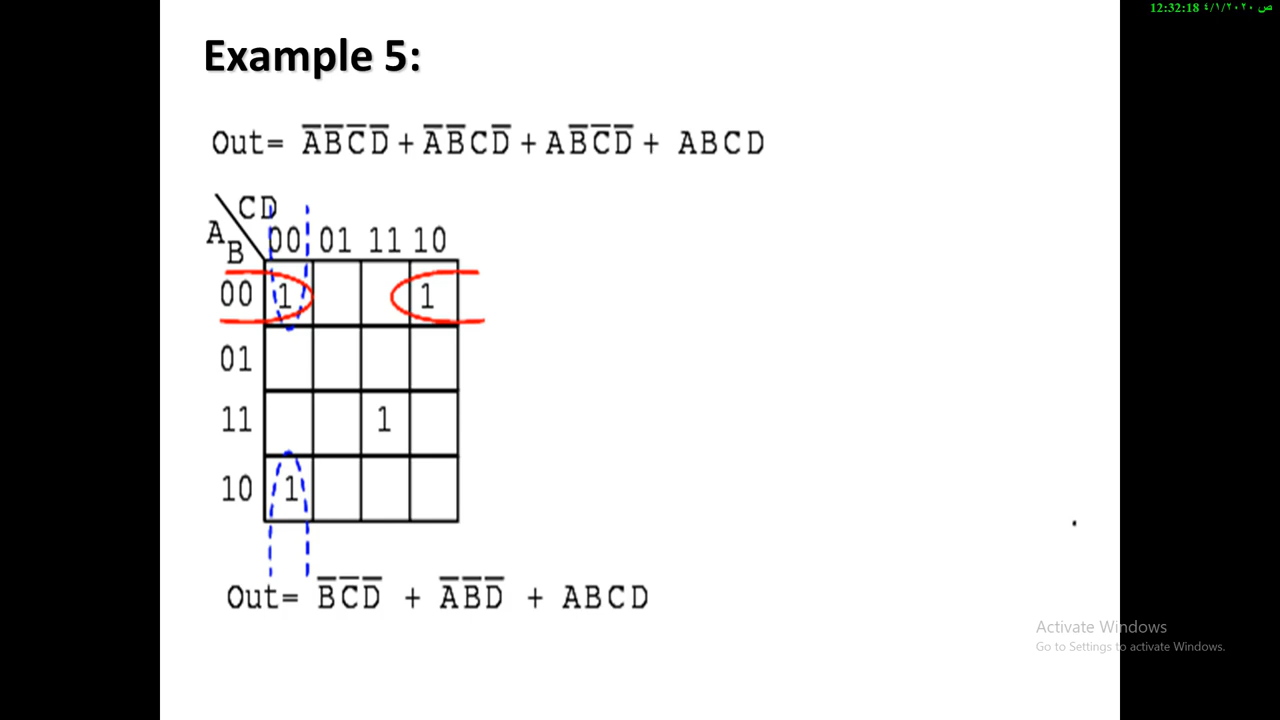 12:32:18 ٤/١/٢٠٢٠ ص
Example 5:
Out= A̅B̅C̅D̅ + A̅B̅CD̅ + AB̅C̅D̅ + ABCD
CD
A B
00 01 11 10
00 1 1
01
11 1
10 1
Out= B̅C̅D̅ + A̅B̅D̅ + ABCD
Activate Windows
Go to Settings to activate Windows.